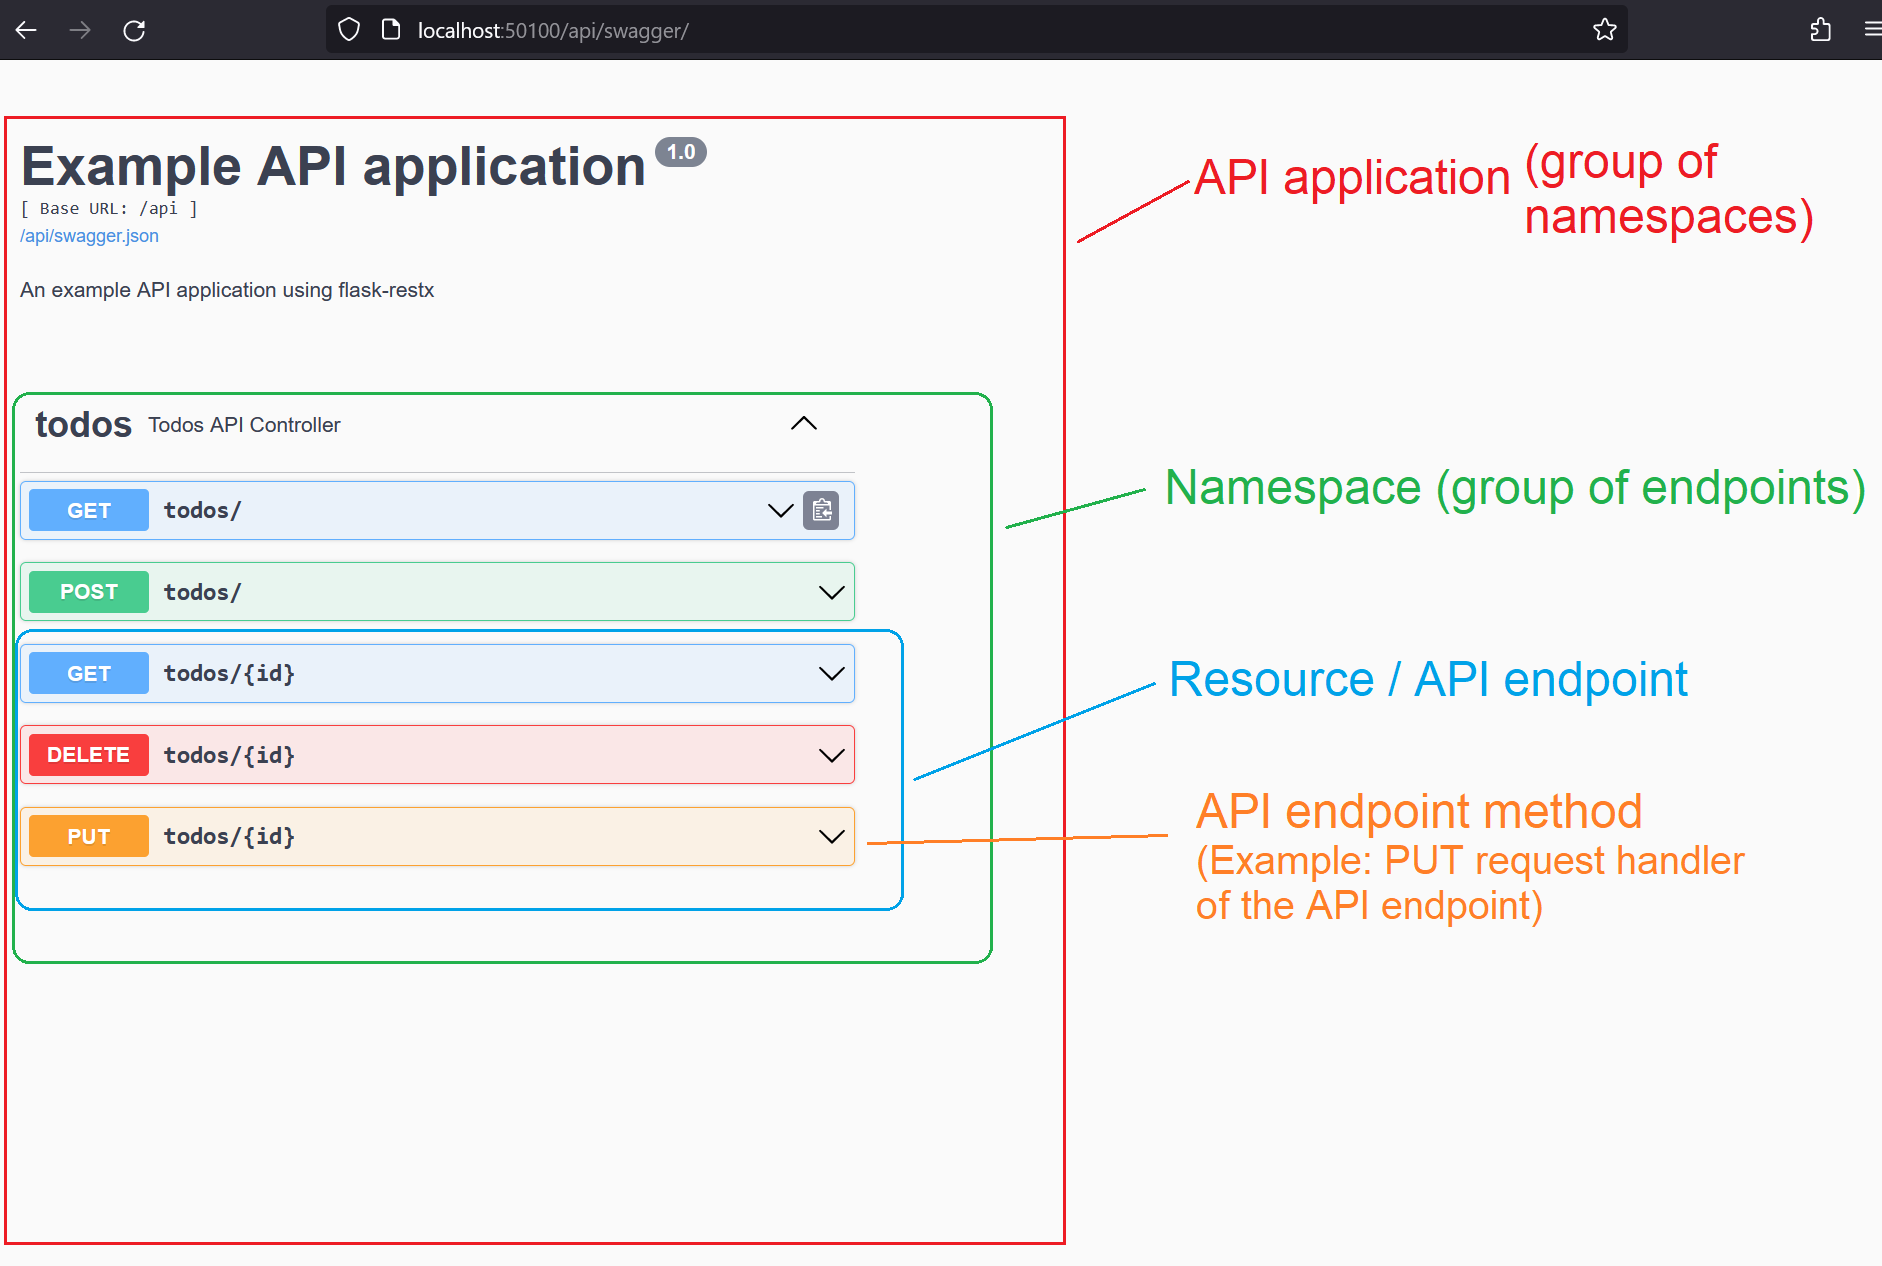 localhost:50100/api/swagger/
Example API application 1.0
[ Base URL: /api ]
/api/swagger.json
An example API application using flask-restx
API application (group of
namespaces)
todos Todos API Controller
Namespace (group of endpoints)
GET todos/
POST todos/
GET todos/{id}
Resource / API endpoint
DELETE todos/{id}
PUT todos/{id}
API endpoint method
(Example: PUT request handler
of the API endpoint)